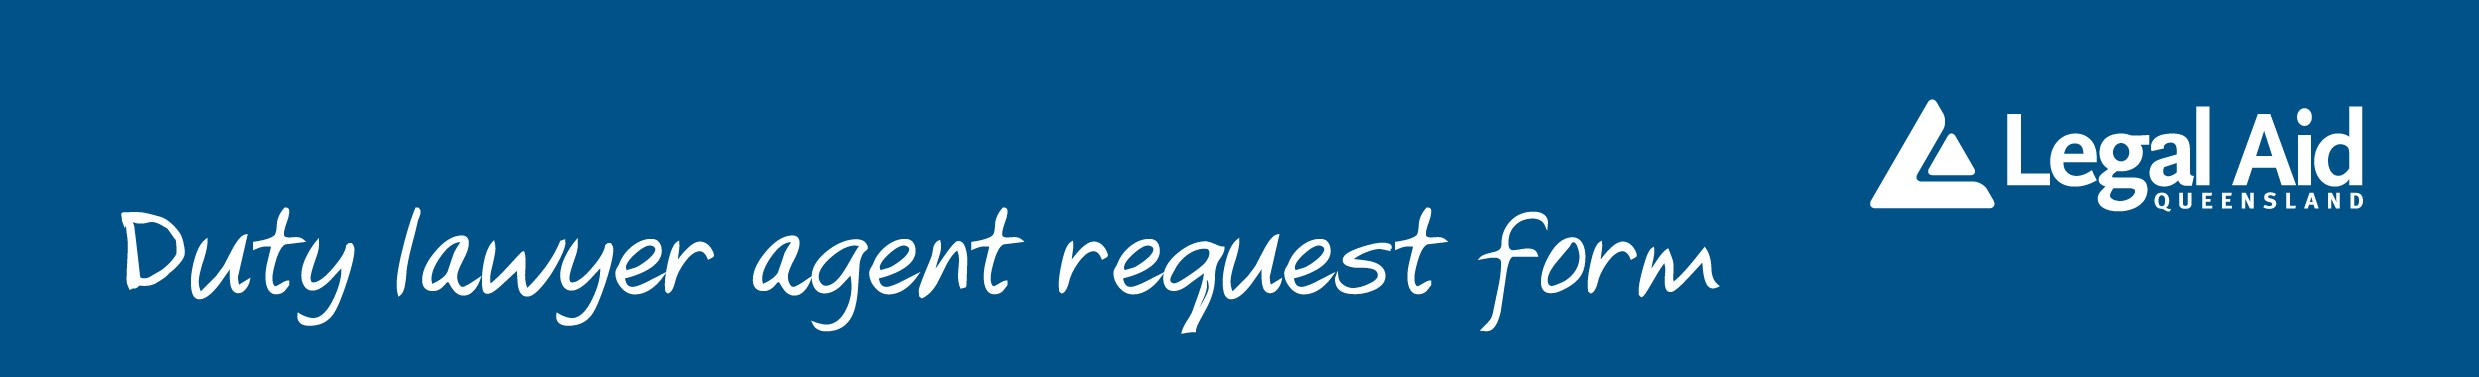 Legal Aid
QUEENSLAND
Duty lawyer agent request form